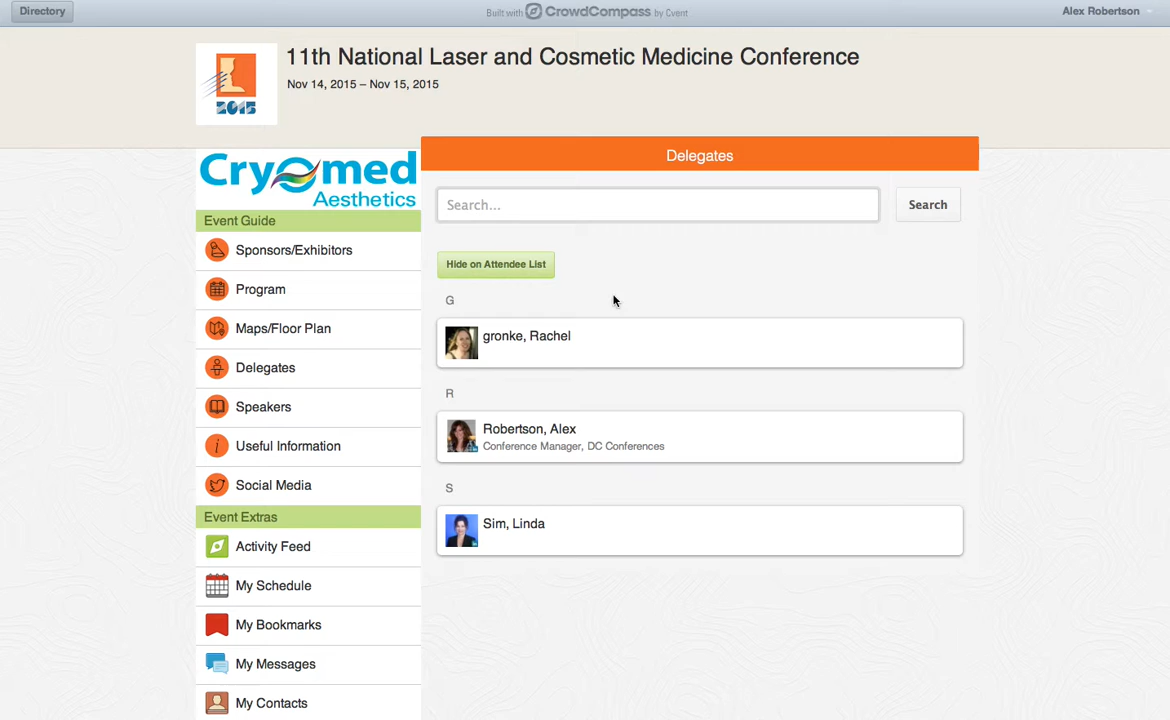 Directory
Built with CrowdCompass by Cvent
Alex Robertson
2015
11th National Laser and Cosmetic Medicine Conference
Nov 14, 2015 – Nov 15, 2015
Cryomed
Aesthetics
Event Guide
Sponsors/Exhibitors
Program
Maps/Floor Plan
Delegates
Speakers
Useful Information
Social Media
Event Extras
Activity Feed
My Schedule
My Bookmarks
My Messages
My Contacts
Delegates
Search...
Search
Hide on Attendee List
G
gronke, Rachel
R
Robertson, Alex
Conference Manager, DC Conferences
S
Sim, Linda